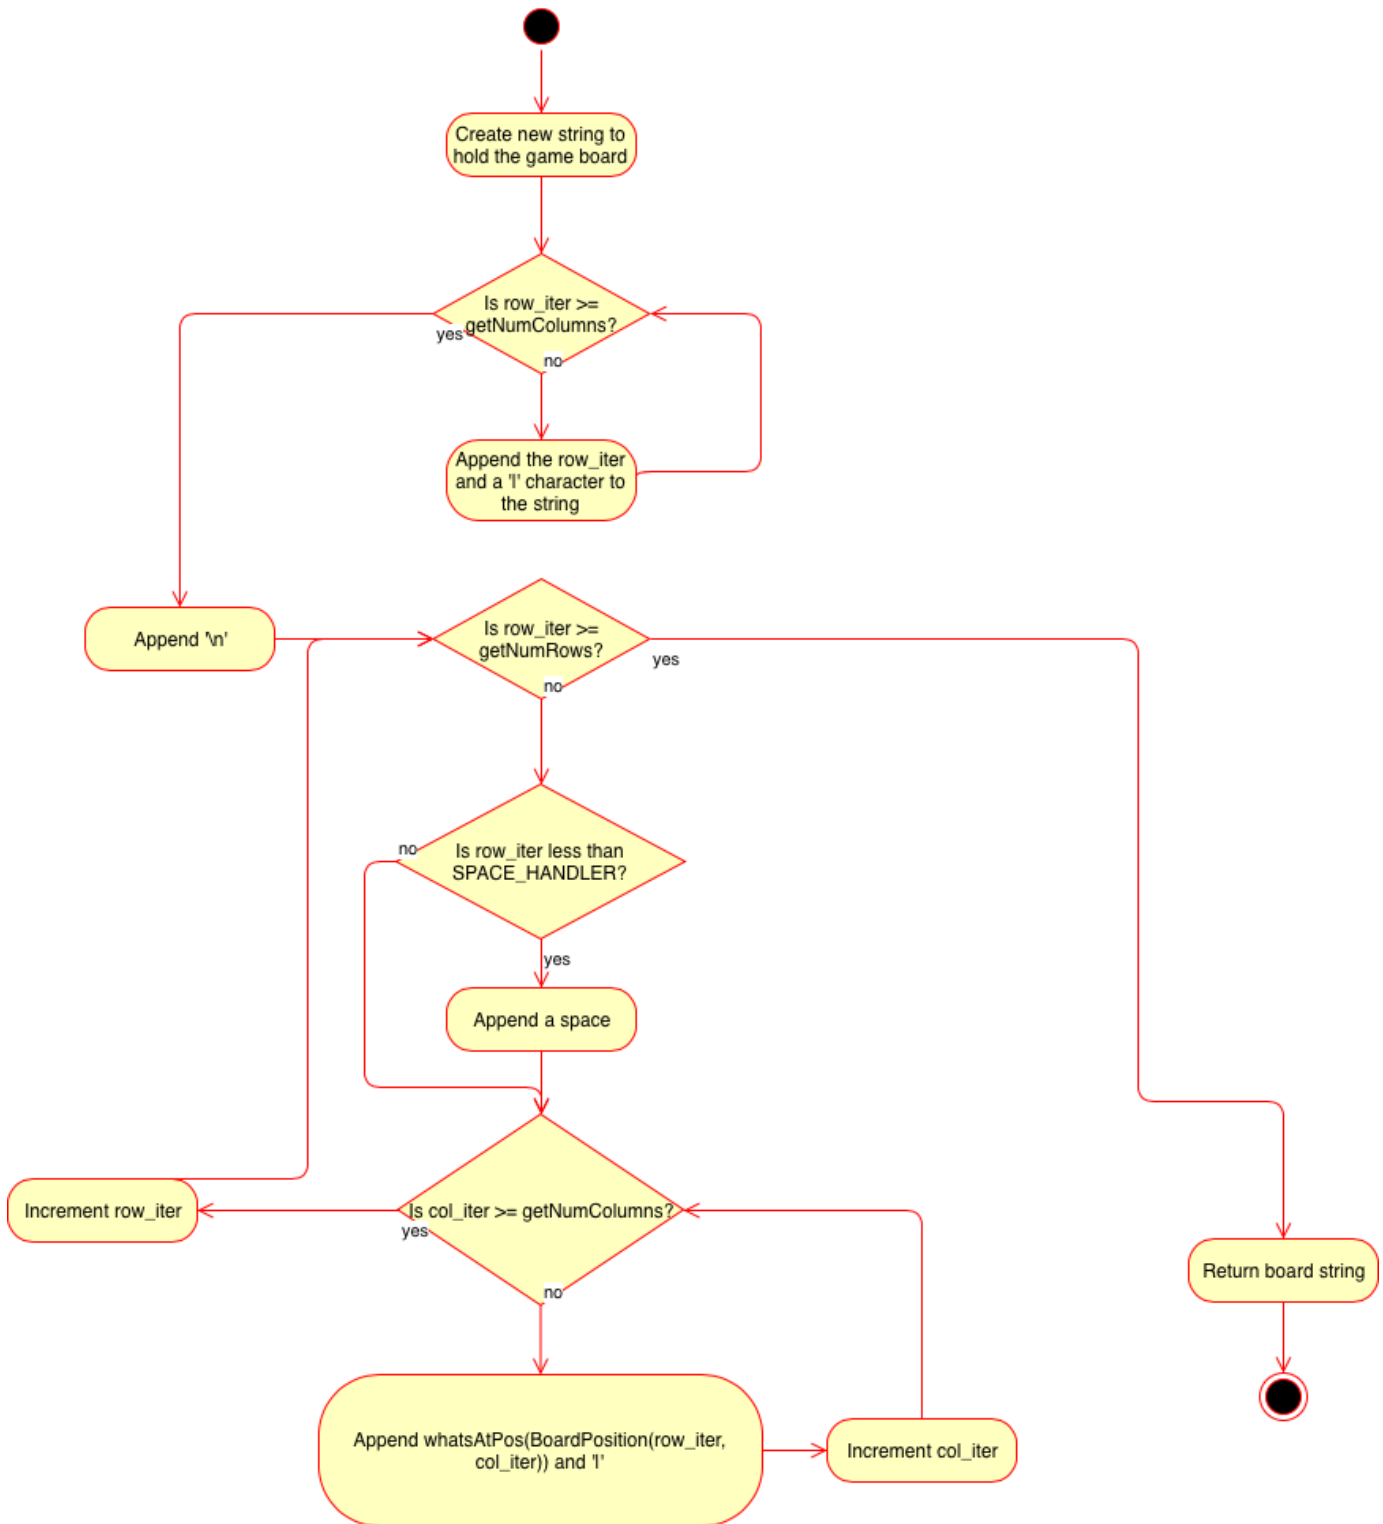 Create new string to
hold the game board
Is row_iter >=
getNumColumns?
yes
no
Append the row_iter
and a 'l' character to
the string
Append '\n'
Is row_iter >=
getNumRows?
yes
no
Is row_iter less than
SPACE_HANDLER?
no
yes
Append a space
Is col_iter >= getNumColumns?
yes
no
Increment row_iter
Return board string
Append whatsAtPos(BoardPosition(row_iter,
col_iter)) and 'l'
Increment col_iter